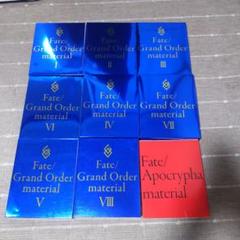 Fate/
Grand Order
material
I
Fate/
Grand Order
material
II
Fate/
Grand Order
material
III
Fate/
Grand Order
material
VI
Fate/
Grand Order
material
IV
Fate/
Grand Order
material
VII
Fate/
Grand Order
material
V
Fate/
Grand Order
material
VIII
Fate/
Apocrypha
material